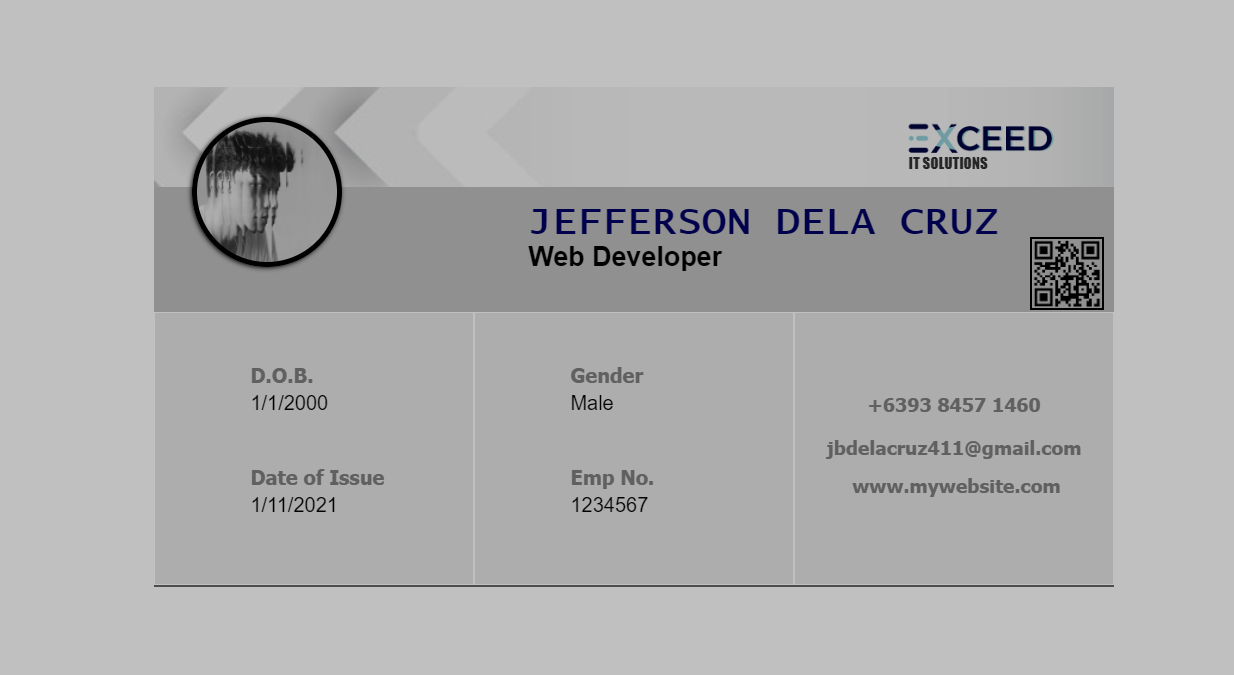 EXCEED
IT SOLUTIONS
JEFFERSON DELA CRUZ
Web Developer
D.O.B.
1/1/2000
Date of Issue
1/11/2021
Gender
Male
Emp No.
1234567
+6393 8457 1460
jbdelacruz411@gmail.com
www.mywebsite.com